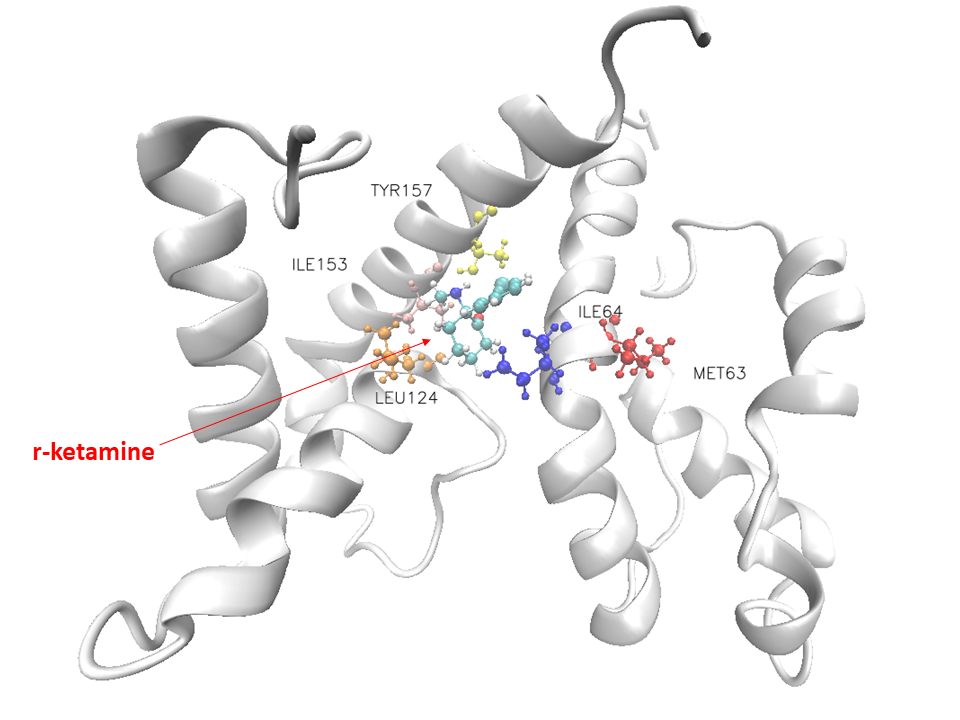 TYR157
ILE153
ILE64
MET63
LEU124
r-ketamine